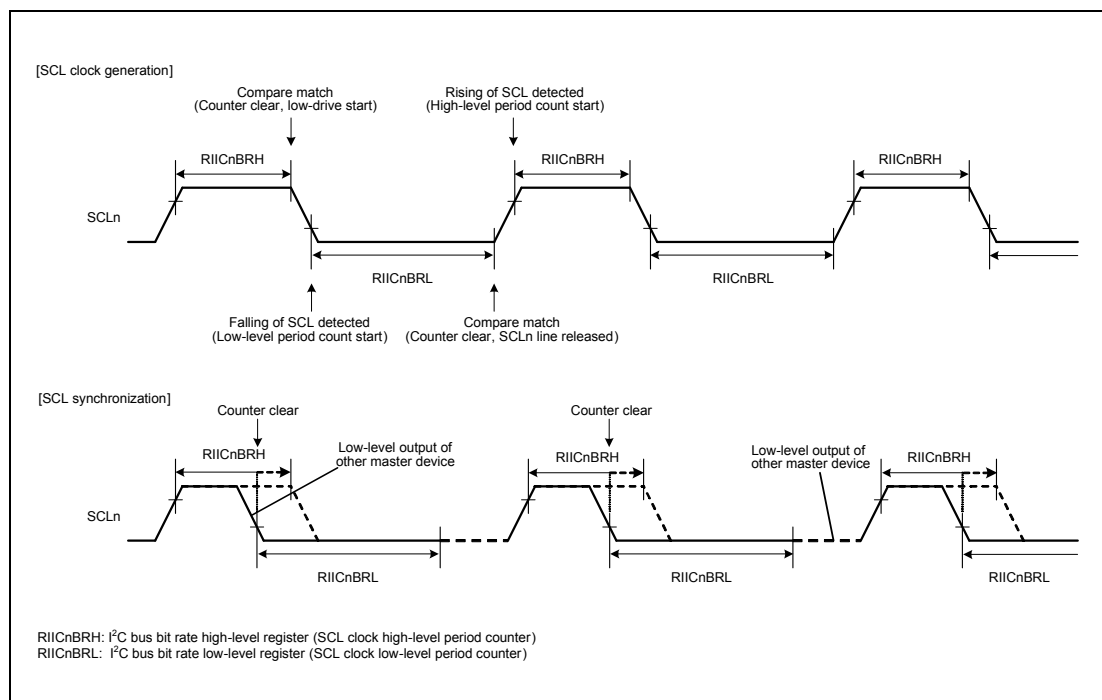 [SCL clock generation]
Compare match
(Counter clear, low-drive start)
Rising of SCL detected
(High-level period count start)
RIICnBRH
RIICnBRH
RIICnBRH
SCLn
RIICnBRL
RIICnBRL
Falling of SCL detected
(Low-level period count start)
Compare match
(Counter clear, SCLn line released)
[SCL synchronization]
Counter clear
Counter clear
RIICnBRH
Low-level output of
other master device
RIICnBRH
Low-level output of
other master device
RIICnBRH
SCLn
RIICnBRL
RIICnBRL
RIICnBRL
RIICnBRH: I²C bus bit rate high-level register (SCL clock high-level period counter)
RIICnBRL: I²C bus bit rate low-level register (SCL clock low-level period counter)